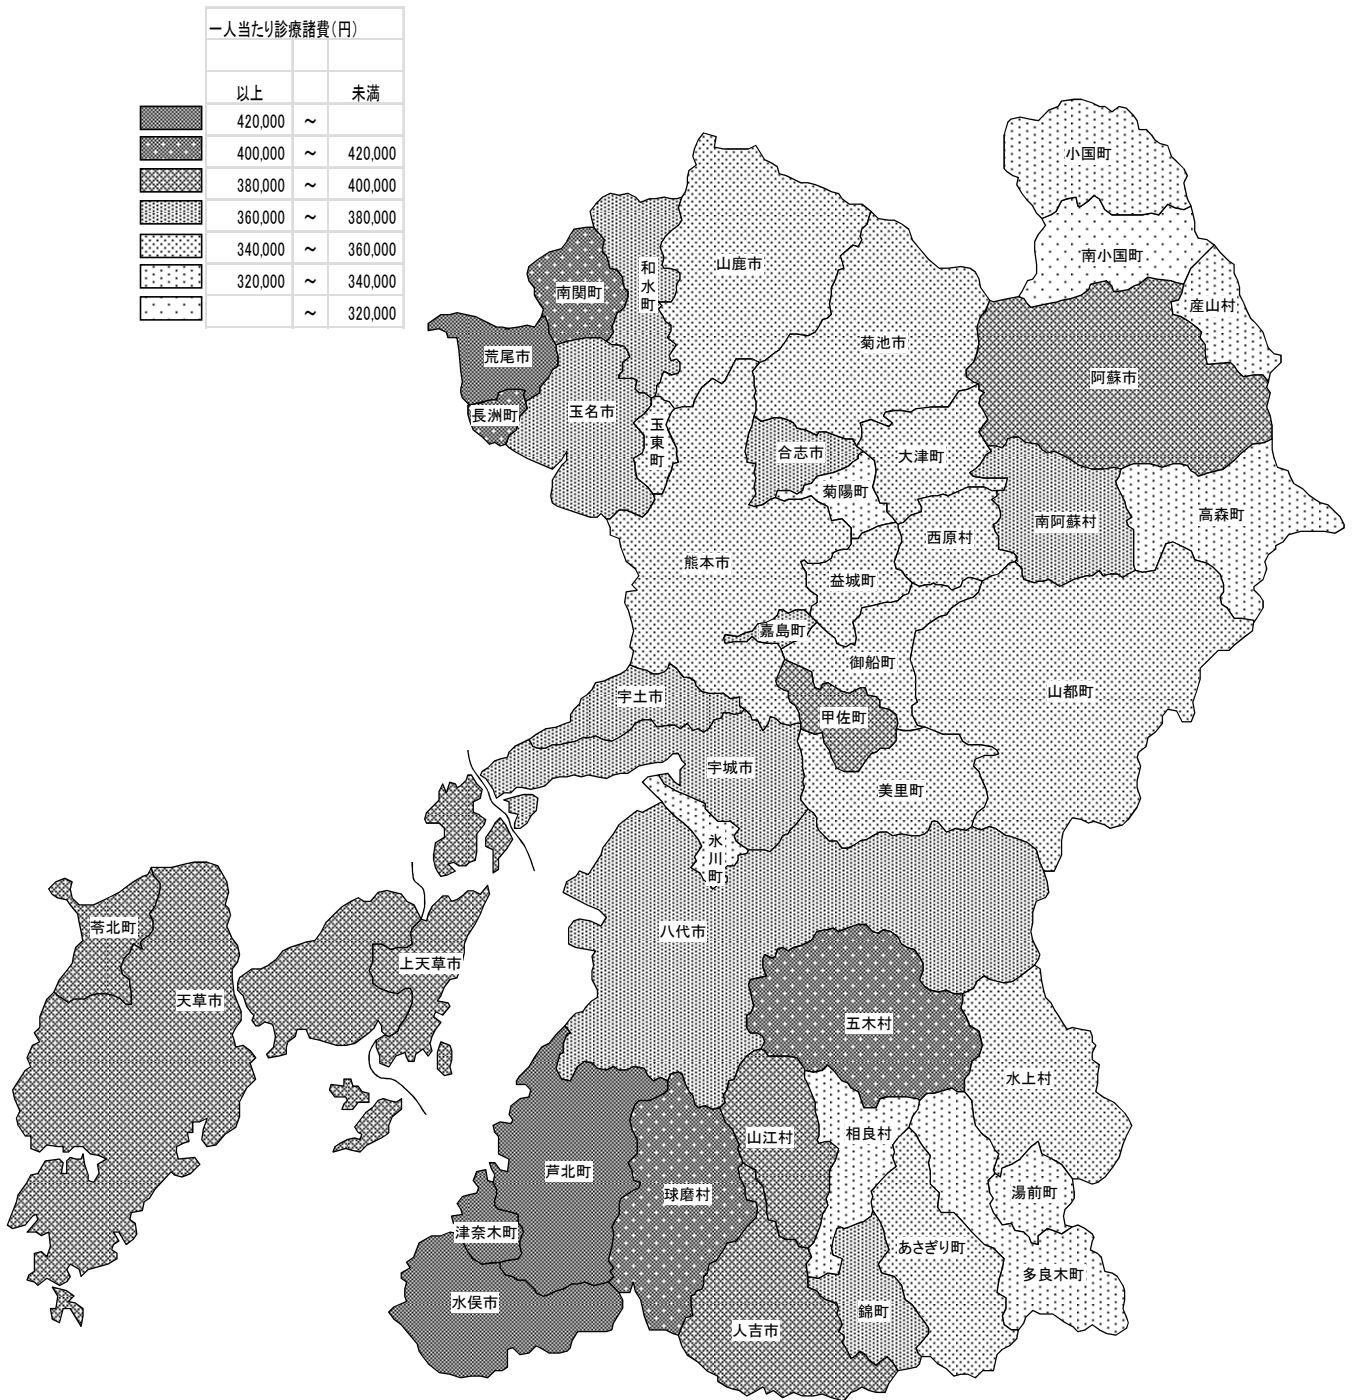 一人当たり診療諸費(円)
以上 未満
420,000 ～
400,000 ～ 420,000
380,000 ～ 400,000
360,000 ～ 380,000
340,000 ～ 360,000
320,000 ～ 340,000
～ 320,000
小国町
南小国町
産山村
山鹿市
和水町
南関町
菊池市
荒尾市
阿蘇市
長洲町
玉名市
玉東町
合志市
大津町
菊陽町
高森町
南阿蘇村
西原村
熊本市
益城町
嘉島町
御船町
山都町
宇土市
甲佐町
宇城市
美里町
氷川町
苓北町
八代市
上天草市
天草市
五木村
水上村
相良村
山江村
芦北町
球磨村
湯前町
津奈木町
あさぎり町
多良木町
水俣市
錦町
人吉市